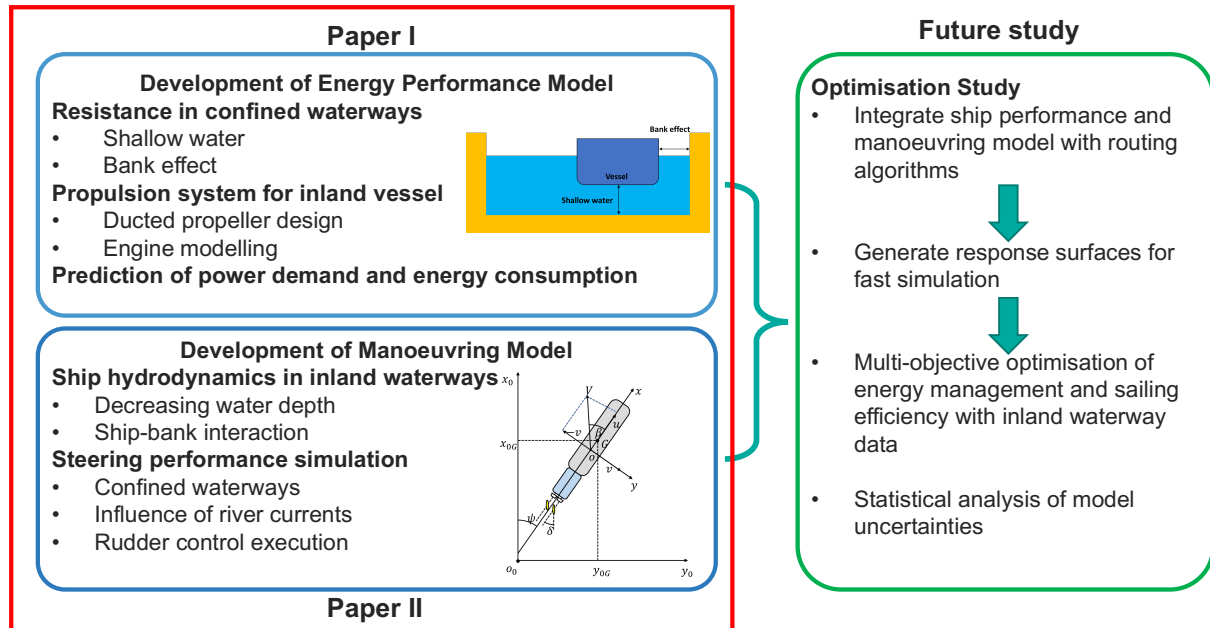 Paper I
Development of Energy Performance Model
Resistance in confined waterways
• Shallow water
• Bank effect
Propulsion system for inland vessel
• Ducted propeller design
• Engine modelling
Prediction of power demand and energy consumption
Bank effect
Vessel
Shallow water
Development of Manoeuvring Model
Ship hydrodynamics in inland waterways
• Decreasing water depth
• Ship-bank interaction
Steering performance simulation
• Confined waterways
• Influence of river currents
• Rudder control execution
x₀
V
x
u
−v
β
G
x₀G
o
v
y
ψ
δ
o₀
y₀G
y₀
Paper II
Future study
Optimisation Study
• Integrate ship performance and
manoeuvring model with routing
algorithms
• Generate response surfaces for
fast simulation
• Multi-objective optimisation of
energy management and sailing
efficiency with inland waterway
data
• Statistical analysis of model
uncertainties